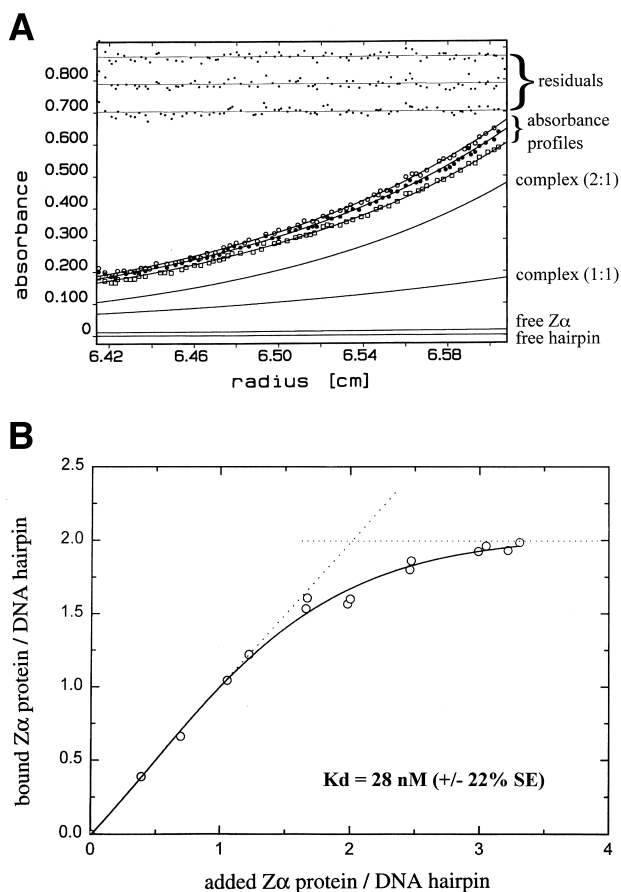 A
0.800
0.700
0.600
0.500
0.400
0.300
0.200
0.100
0
absorbance
residuals
absorbance
profiles
complex (2:1)
complex (1:1)
free Zα
free hairpin
6.42 6.46 6.50 6.54 6.58
radius [cm]
B
2.5
2.0
1.5
1.0
0.5
0.0
bound Zα protein / DNA hairpin
Kd = 28 nM (+/- 22% SE)
0 1 2 3 4
added Zα protein / DNA hairpin